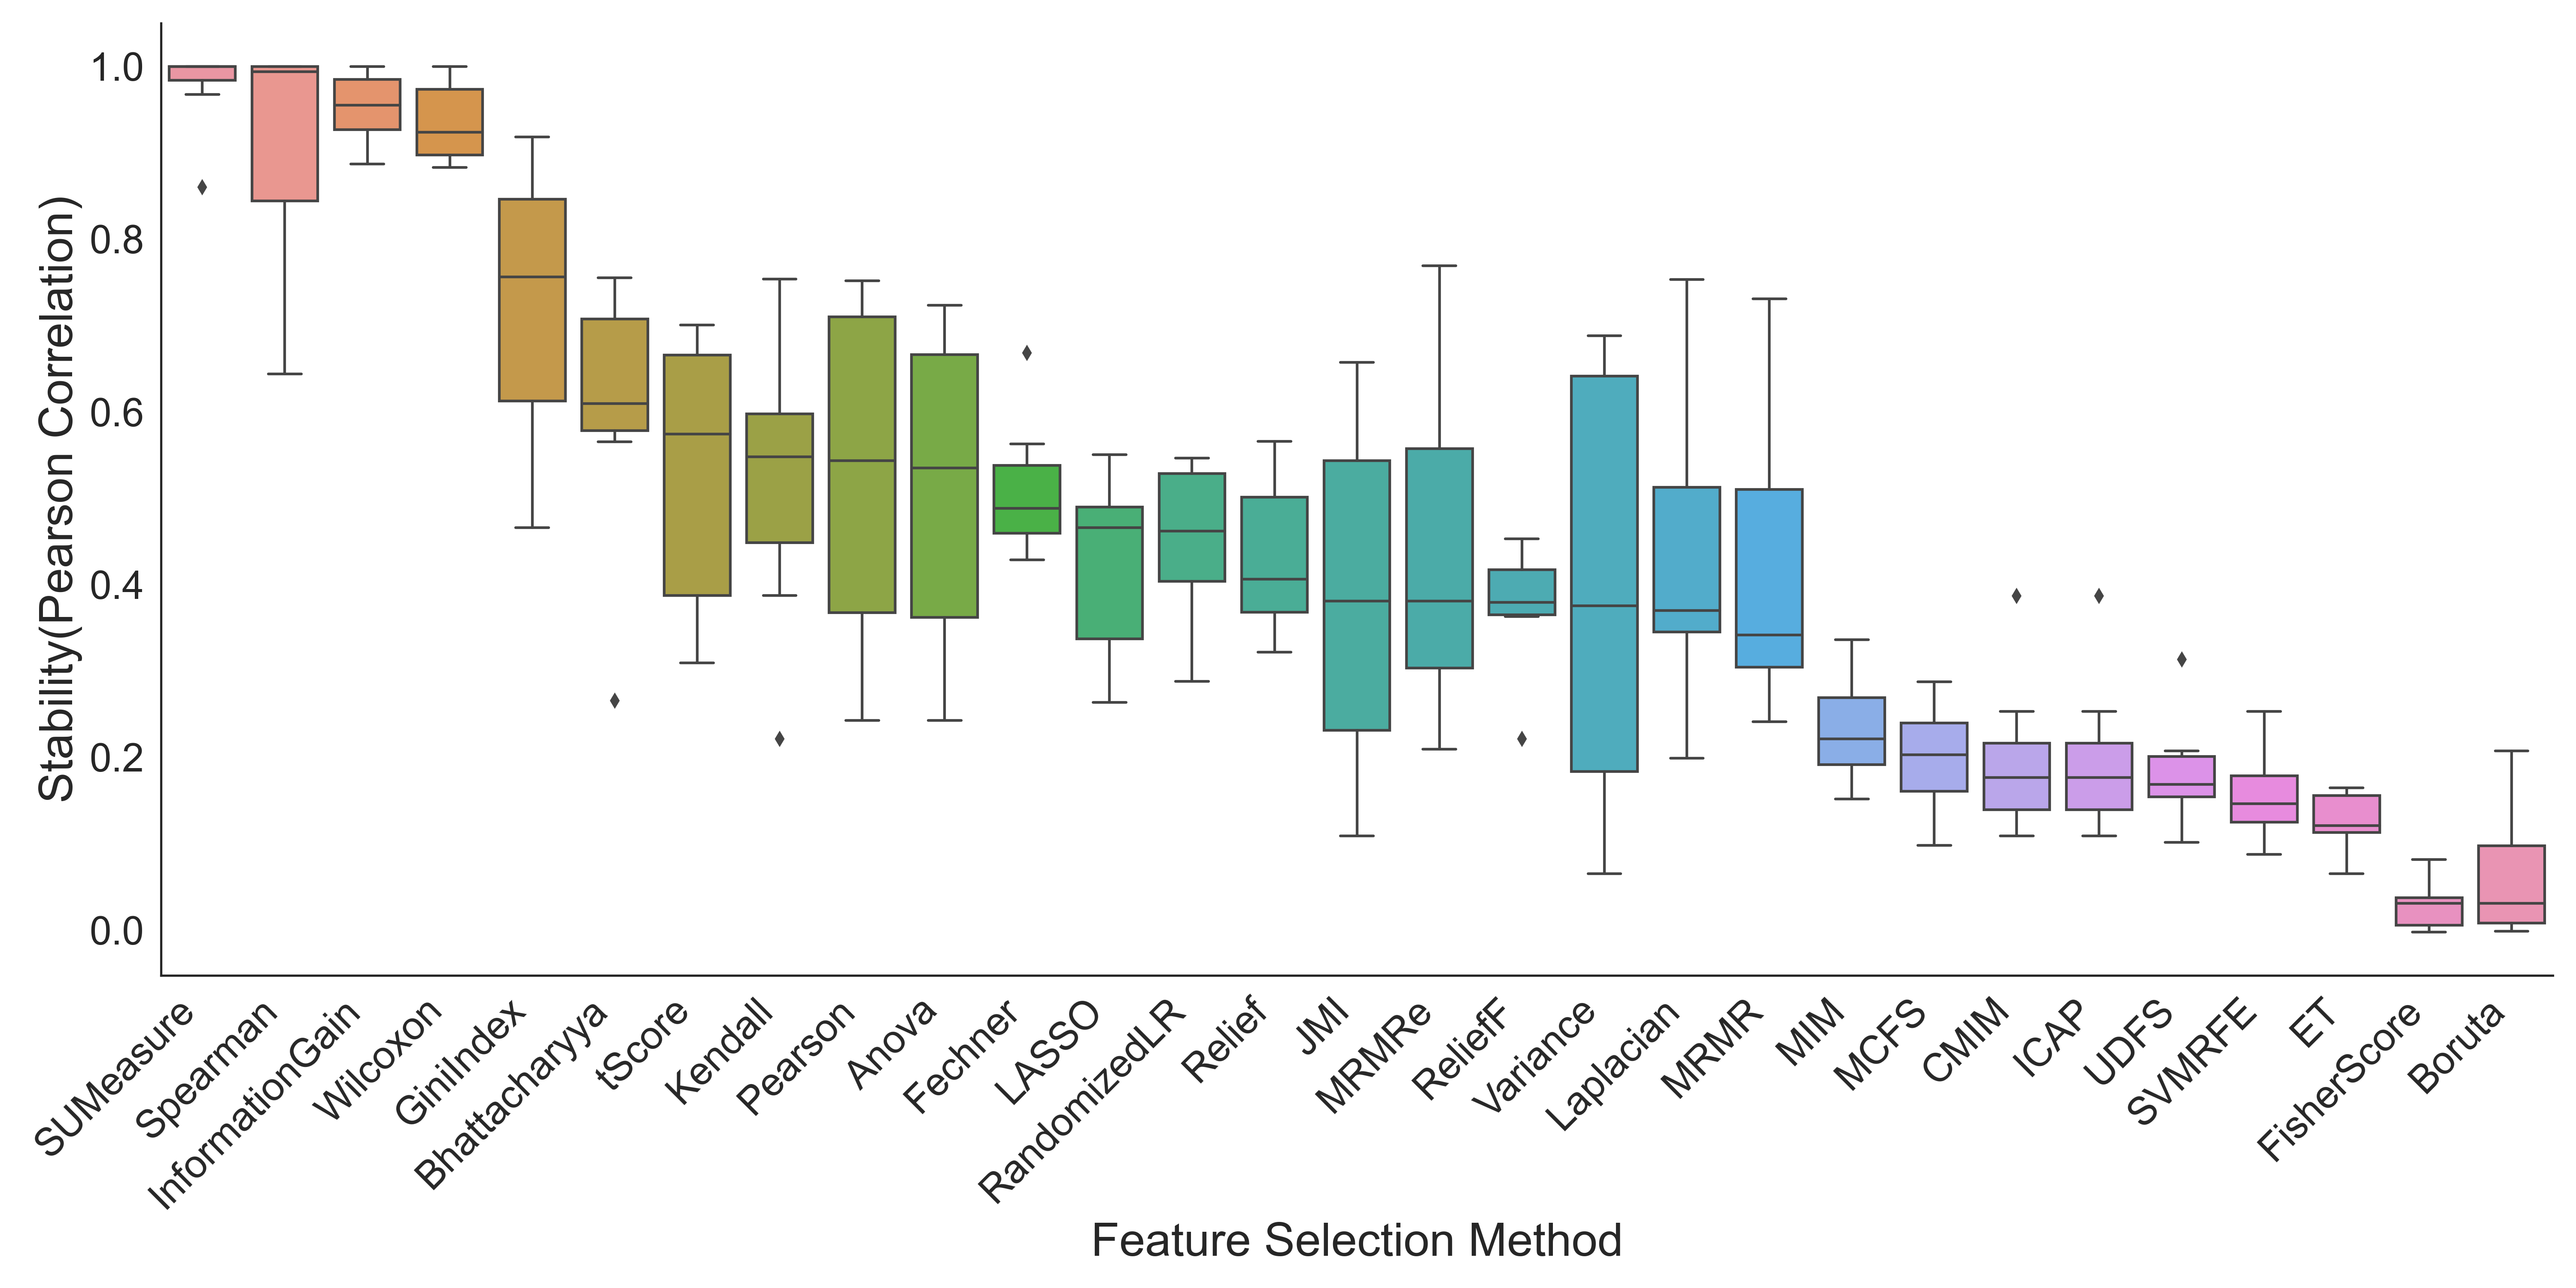 Stability(Pearson Correlation)
1.0
0.8
0.6
0.4
0.2
0.0
SUMeasure
Spearman
InformationGain
Wilcoxon
GiniIndex
Bhattacharyya
tScore
Kendall
Pearson
Anova
Fechner
LASSO
RandomizedLR
Relief
JMI
MRMRe
ReliefF
Variance
Laplacian
MRMR
MIM
MCFS
CMIM
ICAP
UDFS
SVMRFE
ET
FisherScore
Boruta
Feature Selection Method